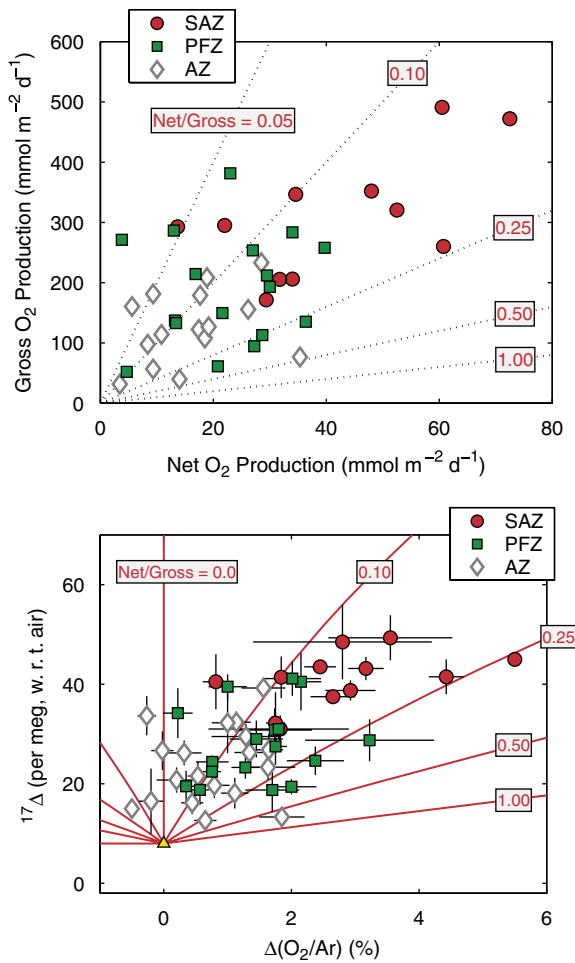 SAZ
PFZ
AZ
600
500
400
300
200
100
0
Gross O₂ Production (mmol m⁻² d⁻¹)
Net/Gross = 0.05
0.10
0.25
0.50
1.00
0 20 40 60 80
Net O₂ Production (mmol m⁻² d⁻¹)
SAZ
PFZ
AZ
60
40
20
0
¹⁷Δ (per meg, w. r. t. air)
Net/Gross = 0.0
0.10
0.25
0.50
1.00
0 2 4 6
Δ(O₂/Ar) (%)